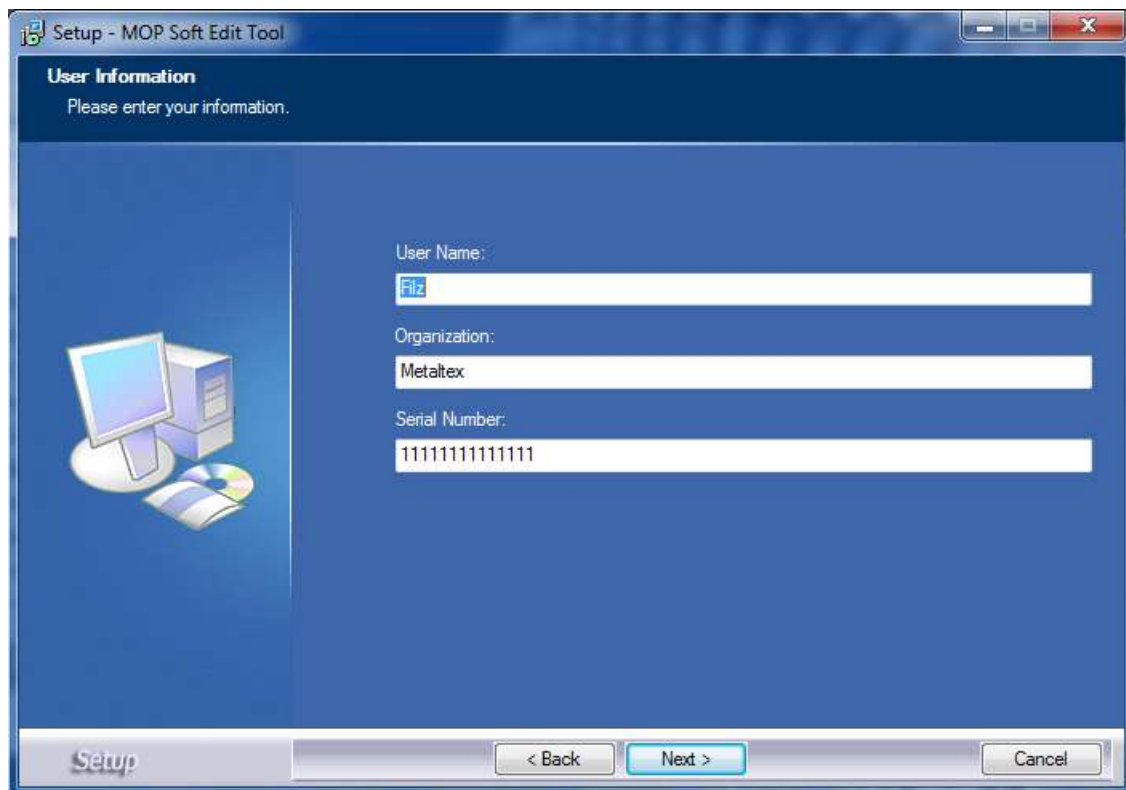 Setup - MOP Soft Edit Tool
User Information
Please enter your information.
User Name:
Filz
Organization:
Metaltex
Serial Number:
11111111111111
Setup
< Back
Next >
Cancel